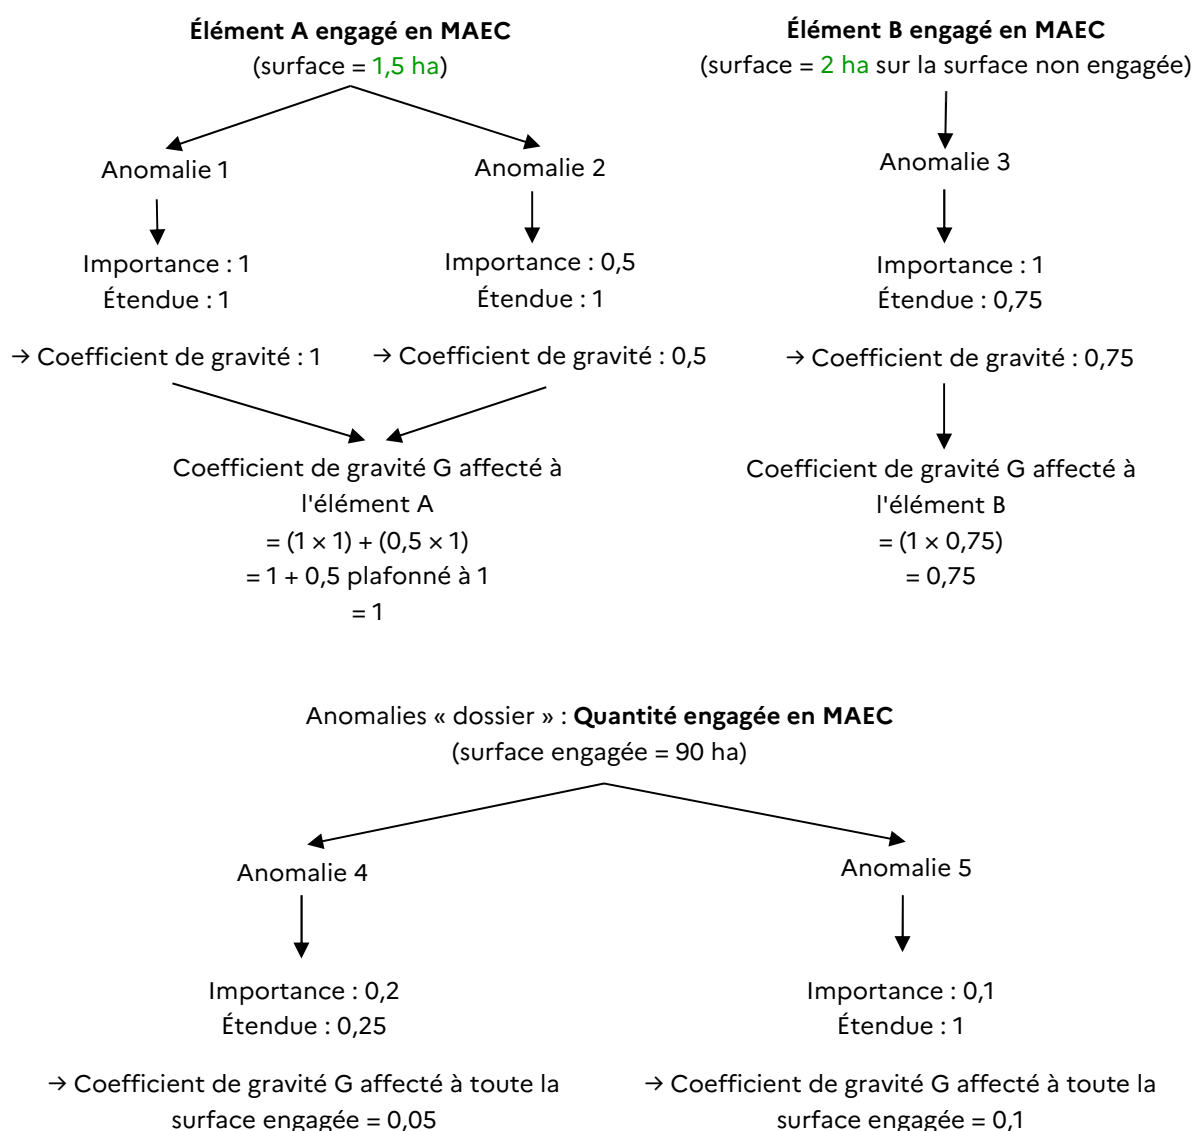 Élément A engagé en MAEC
(surface = 1,5 ha)
Anomalie 1
Anomalie 2
Importance : 1
Étendue : 1
Importance : 0,5
Étendue : 1
→ Coefficient de gravité : 1
→ Coefficient de gravité : 0,5
Coefficient de gravité G affecté à
l'élément A
= (1 × 1) + (0,5 × 1)
= 1 + 0,5 plafonné à 1
= 1
Élément B engagé en MAEC
(surface = 2 ha sur la surface non engagée)
Anomalie 3
Importance : 1
Étendue : 0,75
→ Coefficient de gravité : 0,75
Coefficient de gravité G affecté à
l'élément B
= (1 × 0,75)
= 0,75
Anomalies « dossier » : Quantité engagée en MAEC
(surface engagée = 90 ha)
Anomalie 4
Importance : 0,2
Étendue : 0,25
→ Coefficient de gravité G affecté à toute la
surface engagée = 0,05
Anomalie 5
Importance : 0,1
Étendue : 1
→ Coefficient de gravité G affecté à toute la
surface engagée = 0,1